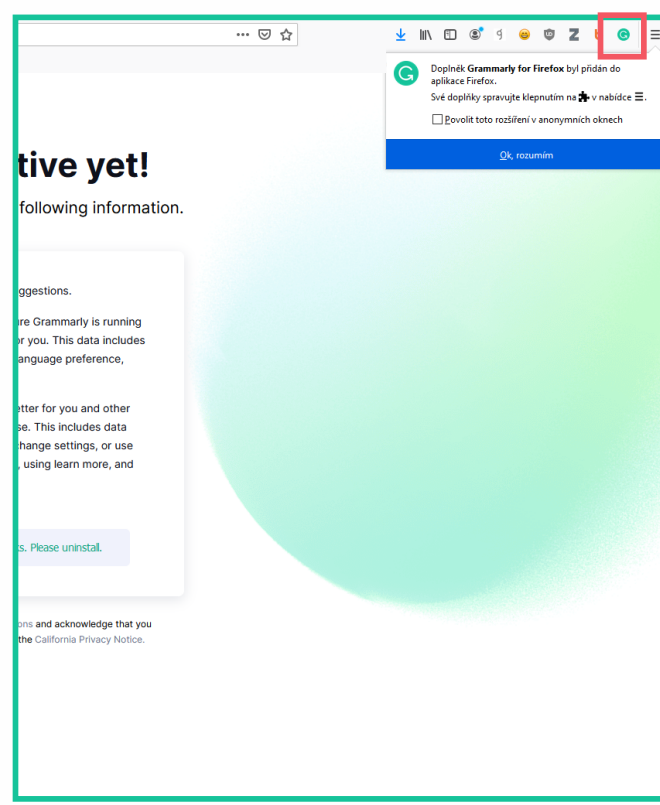 Doplněk Grammarly for Firefox byl přidán do
aplikace Firefox.
Své doplňky spravujte klepnutím na v nabídce ☰.
Povolit toto rozšíření v anonymních oknech
Ok, rozumím
tive yet!
following information.
ggestions.
re Grammarly is running
or you. This data includes
anguage preference,
etter for you and other
se. This includes data
change settings, or use
, using learn more, and
ks. Please uninstall.
ons and acknowledge that you
the California Privacy Notice.